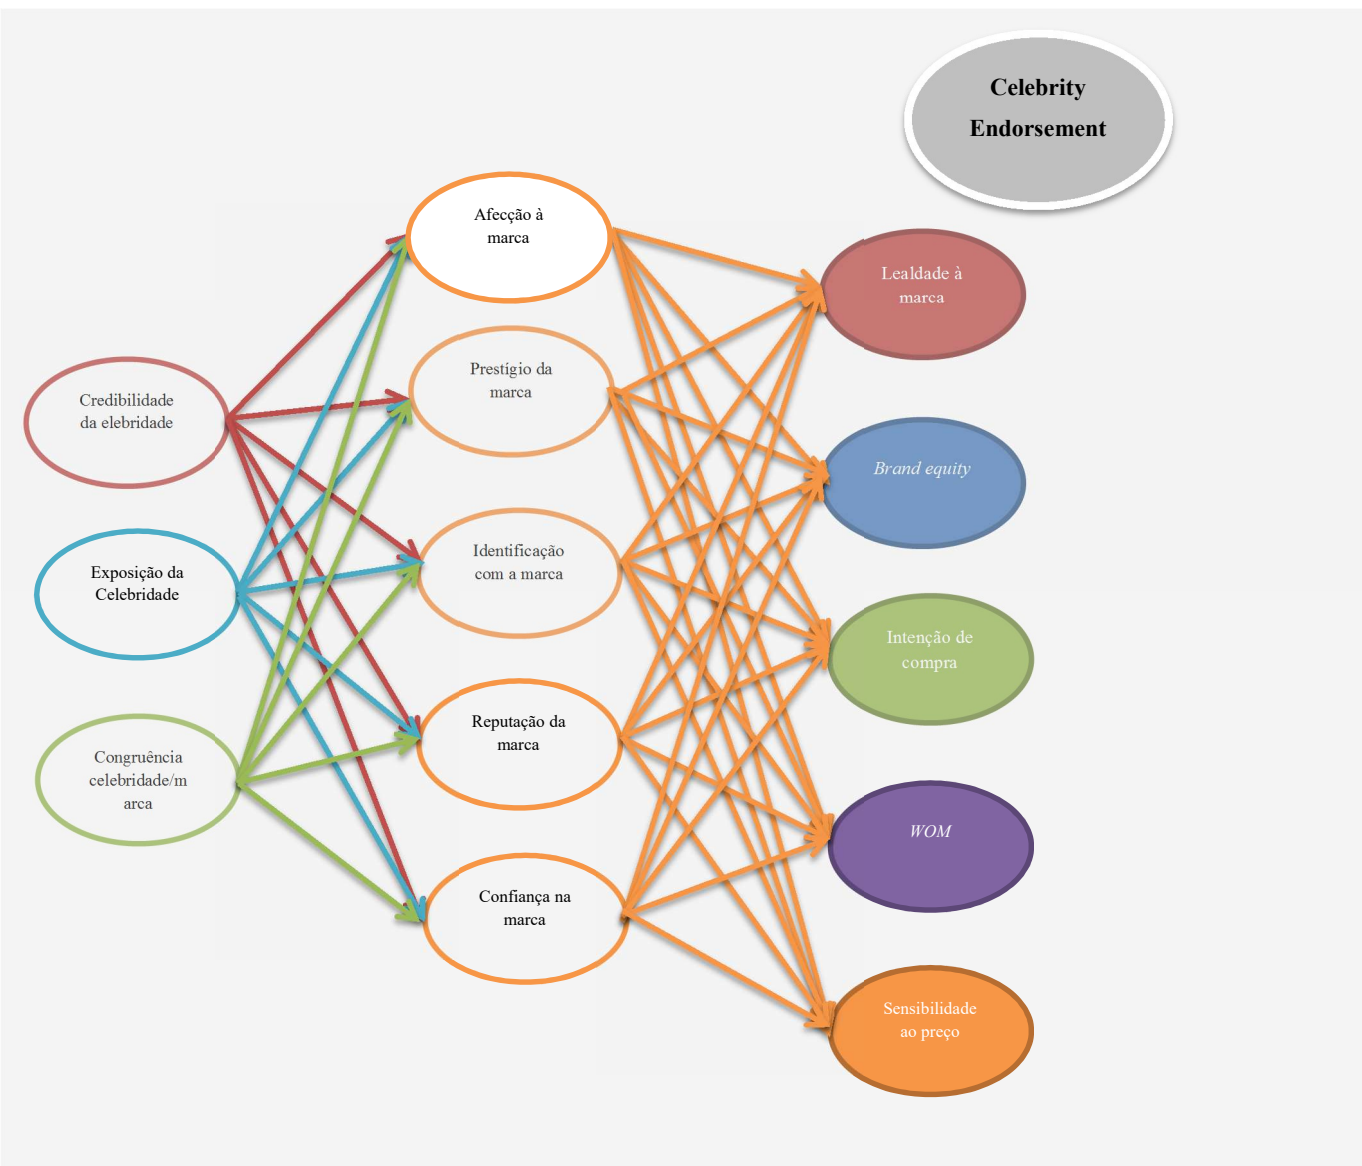 Celebrity
Endorsement
Afecção à
marca
Lealdade à
marca
Prestígio da
marca
Credibilidade
da elebridade
Brand equity
Identificação
com a marca
Exposição da
Celebridade
Intenção de
compra
Reputação da
marca
Congruência
celebridade/m
arca
WOM
Confiança na
marca
Sensibilidade
ao preço